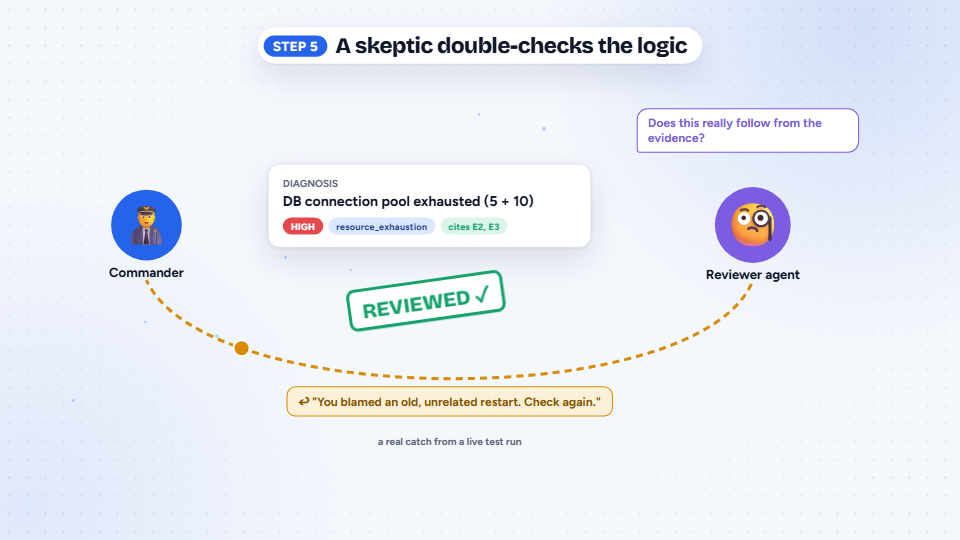 STEP 5 A skeptic double-checks the logic
Does this really follow from the
evidence?
DIAGNOSIS
DB connection pool exhausted (5 + 10)
HIGH resource_exhaustion cites E2, E3
Commander
Reviewer agent
REVIEWED ✓
↩ "You blamed an old, unrelated restart. Check again."
a real catch from a live test run